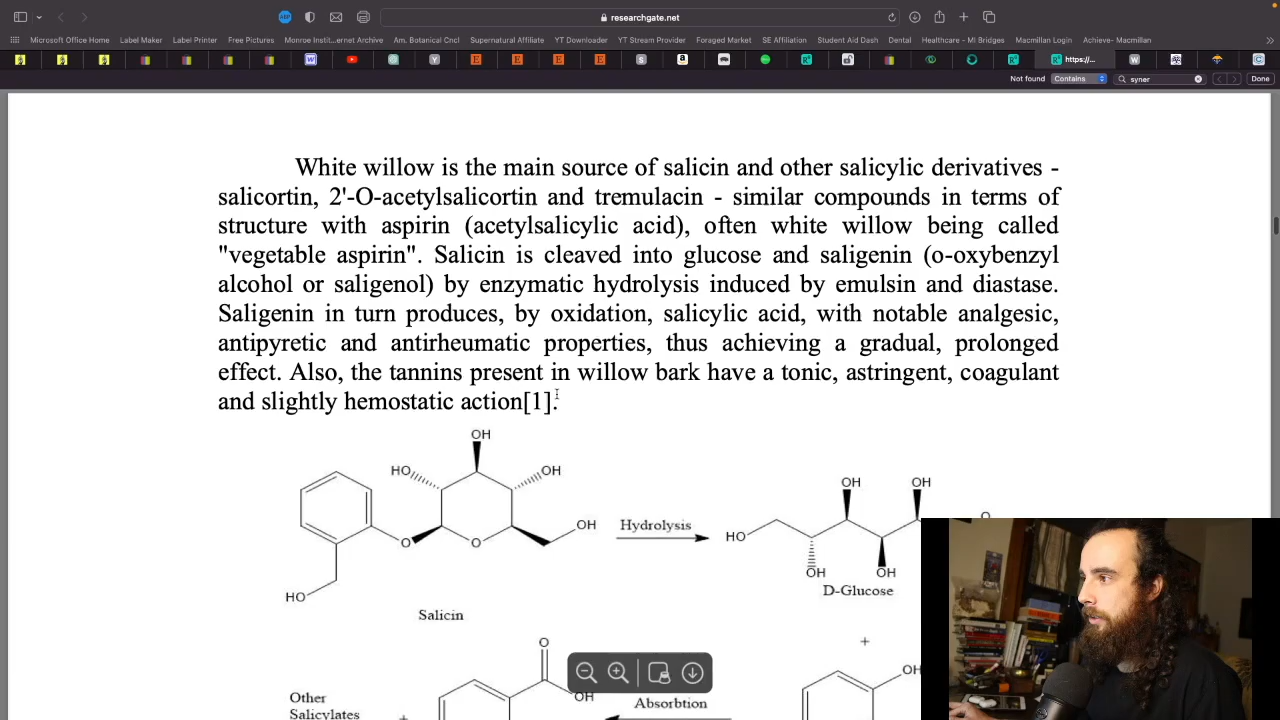 researchgate.net
Microsoft Office Home Label Maker Label Printer Free Pictures Monroe Instit...ernet Archive Am. Botanical Cncl Supernatural Affiliate YT Downloader YT Stream Provider Foraged Market SE Affiliation Student Aid Dash Dental Healthcare - MI Bridges Macmillan Login Achieve- Macmillan
https://...
Not found Contains syner Done
White willow is the main source of salicin and other salicylic derivatives -
salicortin, 2'-O-acetylsalicortin and tremulacin - similar compounds in terms of
structure with aspirin (acetylsalicylic acid), often white willow being called
"vegetable aspirin". Salicin is cleaved into glucose and saligenin (o-oxybenzyl
alcohol or saligenol) by enzymatic hydrolysis induced by emulsin and diastase.
Saligenin in turn produces, by oxidation, salicylic acid, with notable analgesic,
antipyretic and antirheumatic properties, thus achieving a gradual, prolonged
effect. Also, the tannins present in willow bark have a tonic, astringent, coagulant
and slightly hemostatic action[1].
OH
HO OH
OH OH
OH Hydrolysis HO
O O
OH OH
HO D-Glucose
Salicin
O +
OH
OH
Other Absorbtion
Salicylates +